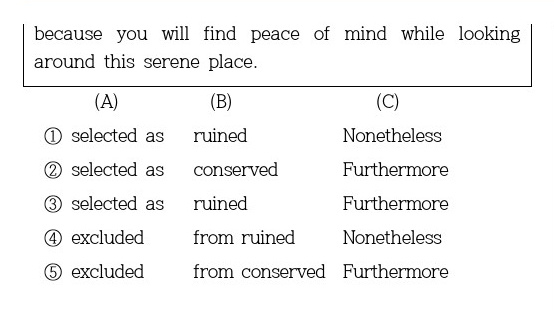 because you will find peace of mind while looking
around this serene place.
(A) (B) (C)
① selected as ruined Nonetheless
② selected as conserved Furthermore
③ selected as ruined Furthermore
④ excluded from ruined Nonetheless
⑤ excluded from conserved Furthermore